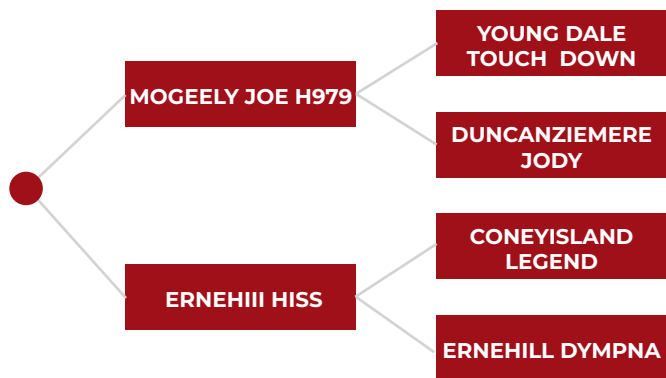 YOUNG DALE
TOUCH DOWN
MOGEELY JOE H979
DUNCANZIEMERE
JODY
CONEYISLAND
LEGEND
ERNEHIII HISS
ERNEHILL DYMPNA